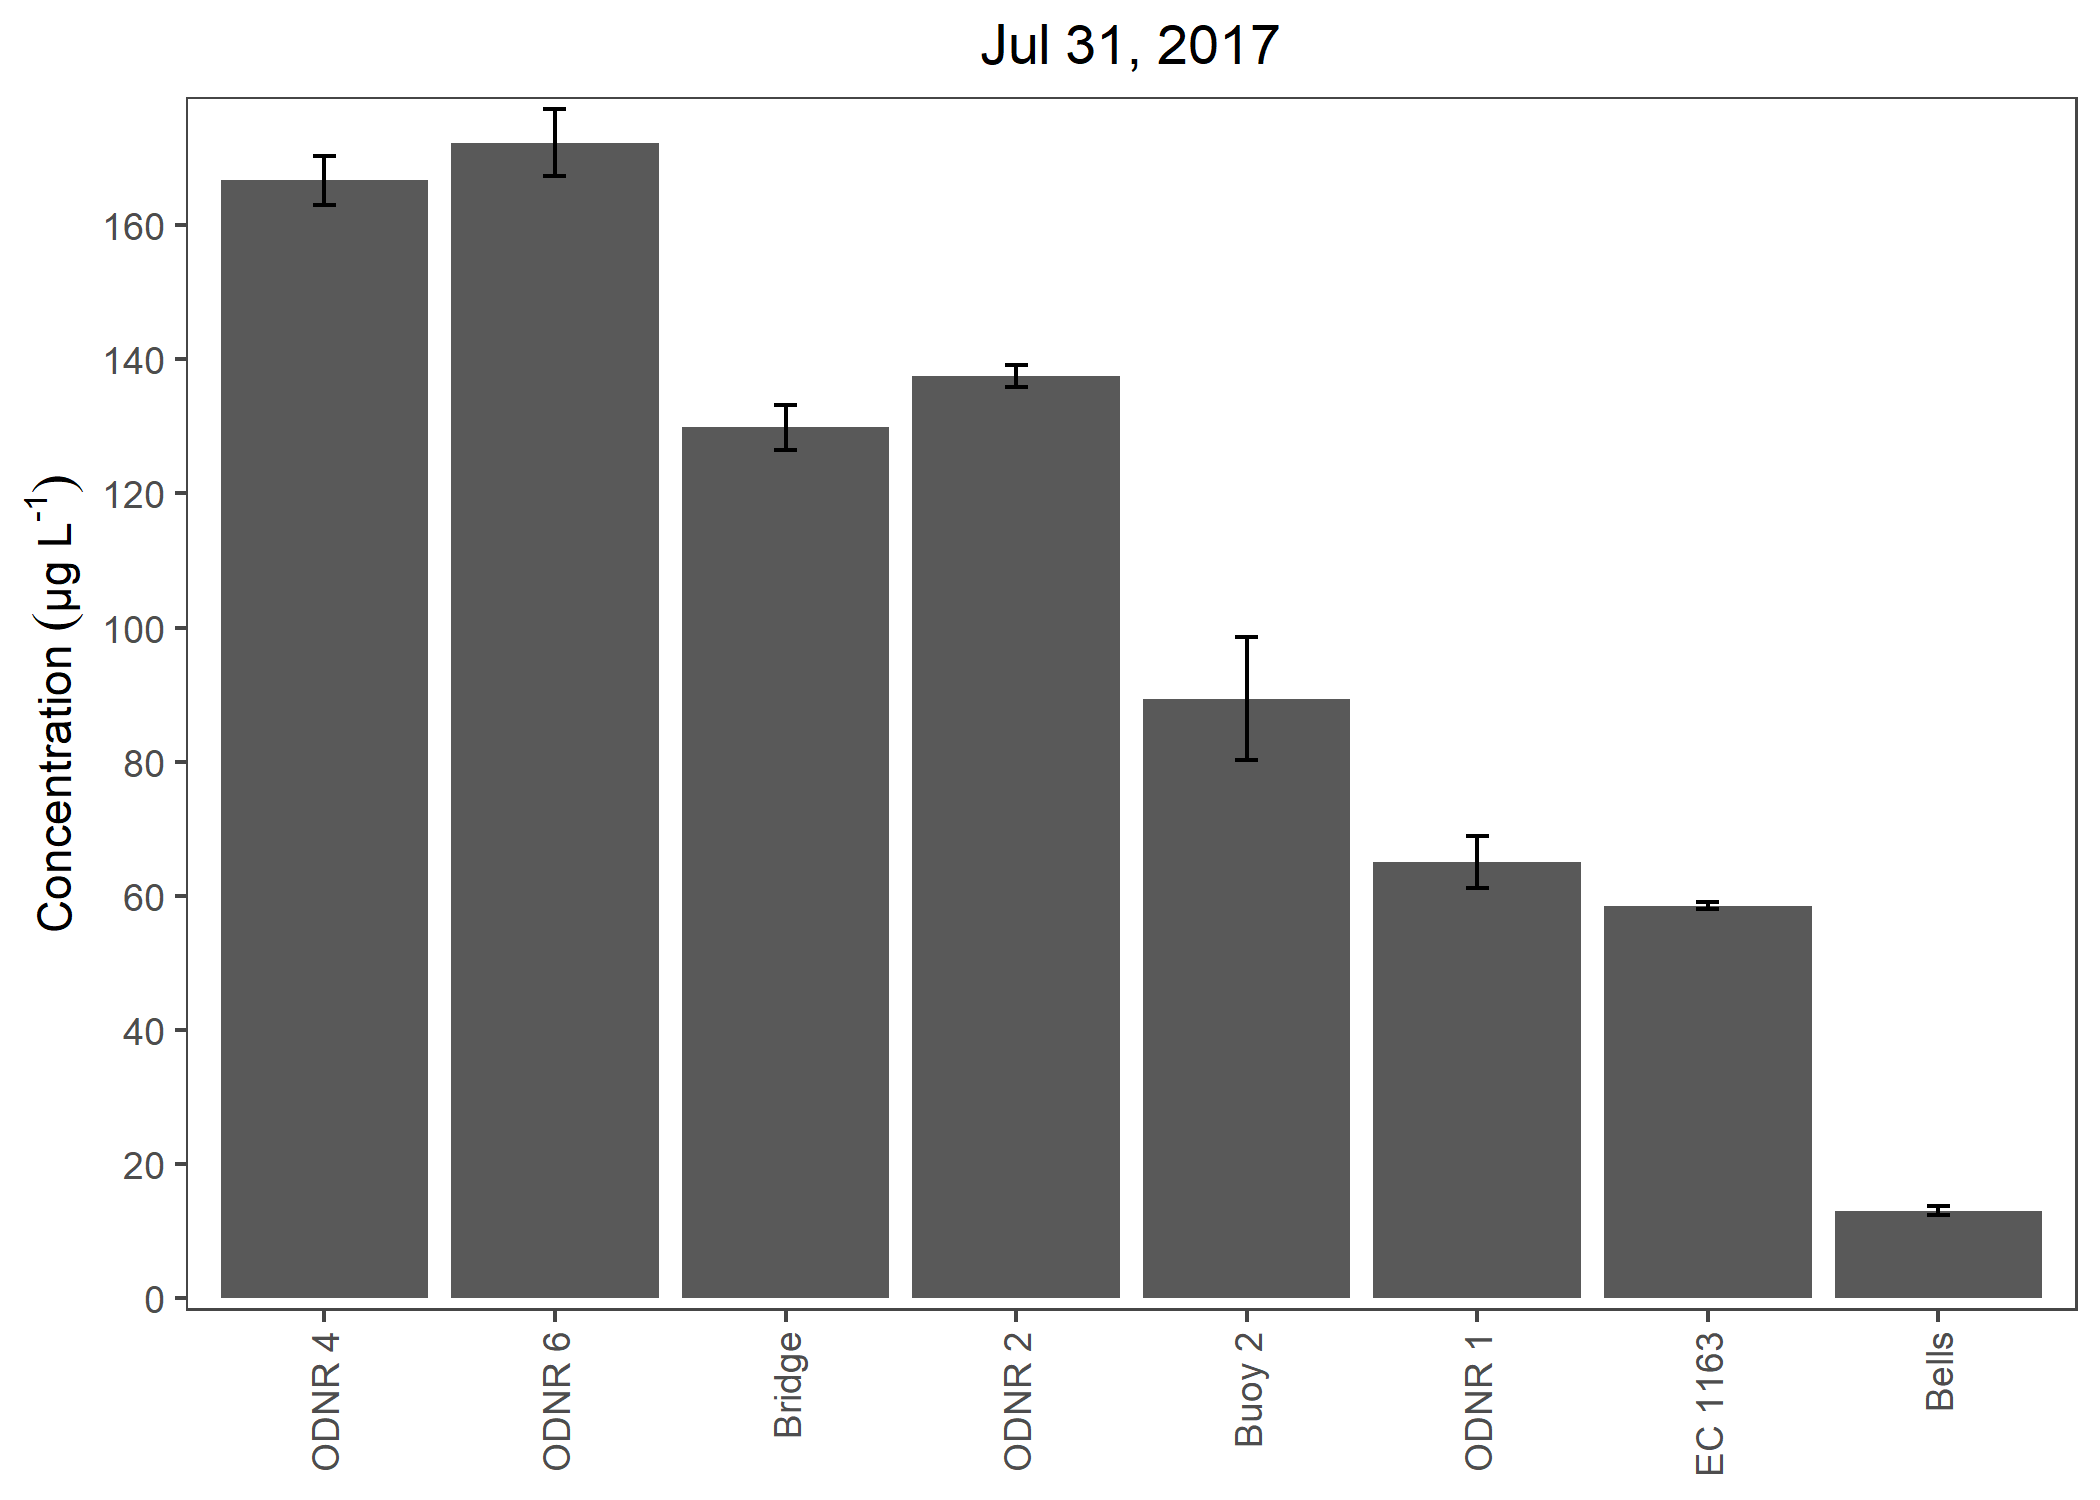 Jul 31, 2017
Concentration (µg L⁻¹)
160
140
120
100
80
60
40
20
0
ODNR 4
ODNR 6
Bridge
ODNR 2
Buoy 2
ODNR 1
EC 1163
Bells